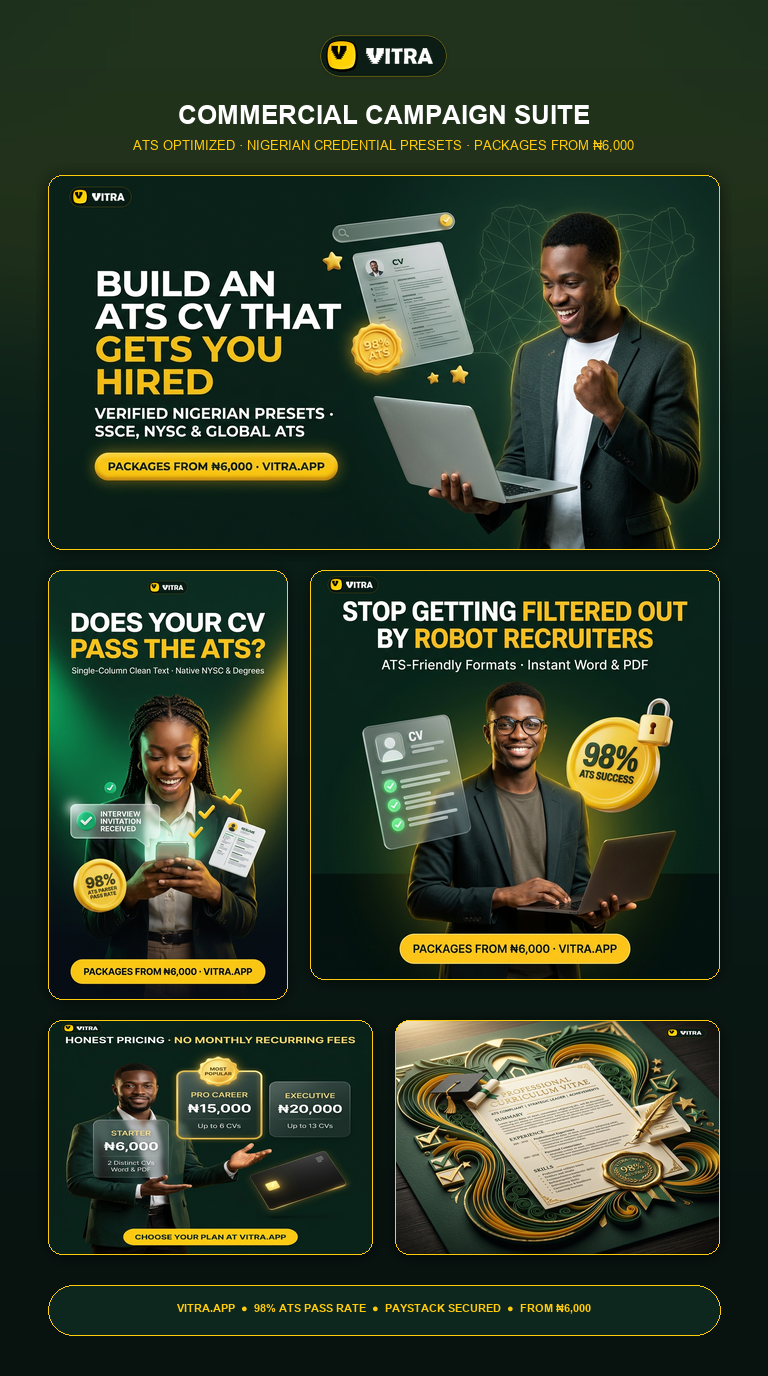 VITRA
COMMERCIAL CAMPAIGN SUITE
ATS OPTIMIZED · NIGERIAN CREDENTIAL PRESETS · PACKAGES FROM ₦6,000
VITRA
CV
98%
ATS
BUILD AN
ATS CV THAT
GETS YOU
HIRED
VERIFIED NIGERIAN PRESETS ·
SSCE, NYSC & GLOBAL ATS
PACKAGES FROM ₦6,000 · VITRA.APP
VITRA
DOES YOUR CV
PASS THE ATS?
Single-Column Clean Text · Native NYSC & Degrees
INTERVIEW
INVITATION
RECEIVED
RESUME
98%
ATS PARSER
PASS RATE
PACKAGES FROM ₦6,000 · VITRA.APP
VITRA
STOP GETTING FILTERED OUT
BY ROBOT RECRUITERS
ATS-Friendly Formats · Instant Word & PDF
CV
98%
ATS SUCCESS
PACKAGES FROM ₦6,000 · VITRA.APP
VITRA
HONEST PRICING · NO MONTHLY RECURRING FEES
STARTER
₦6,000
2 Distinct CVs
Word & PDF
MOST
POPULAR
PRO CAREER
₦15,000
Up to 6 CVs
EXECUTIVE
₦20,000
Up to 13 CVs
CHOOSE YOUR PLAN AT VITRA.APP
VITRA
PROFESSIONAL
CURRICULUM VITAE
ATS COMPLIANT | STRATEGIC LEADER | ACHIEVEMENTS
SUMMARY
EXPERIENCE
SKILLS
98%
VITRA.APP ● 98% ATS PASS RATE ● PAYSTACK SECURED ● FROM ₦6,000